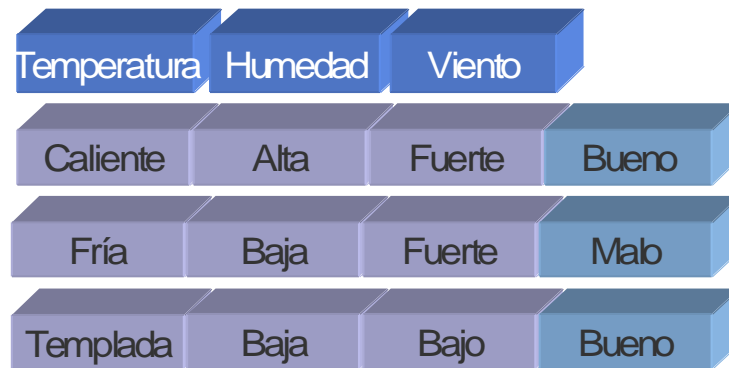 Temperatura Humedad Viento
Caliente Alta Fuerte Bueno
Fría Baja Fuerte Malo
Templada Baja Bajo Bueno